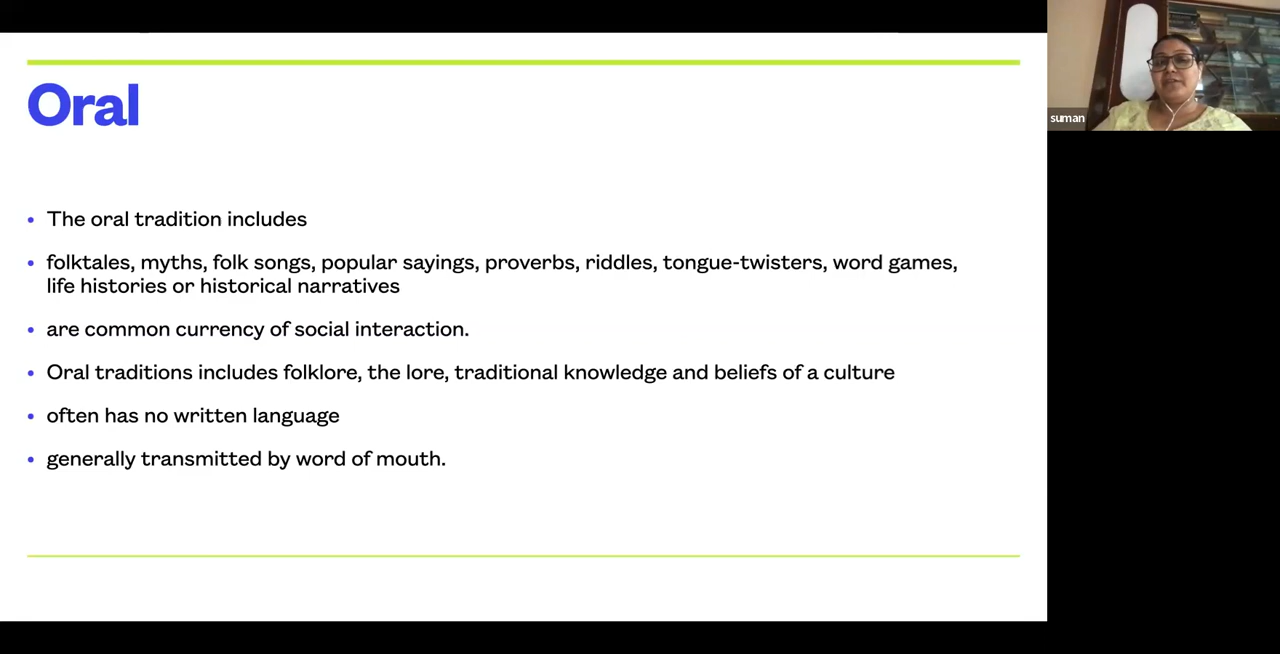 Oral
• The oral tradition includes
• folktales, myths, folk songs, popular sayings, proverbs, riddles, tongue-twisters, word games,
life histories or historical narratives
• are common currency of social interaction.
• Oral traditions includes folklore, the lore, traditional knowledge and beliefs of a culture
• often has no written language
• generally transmitted by word of mouth.
suman